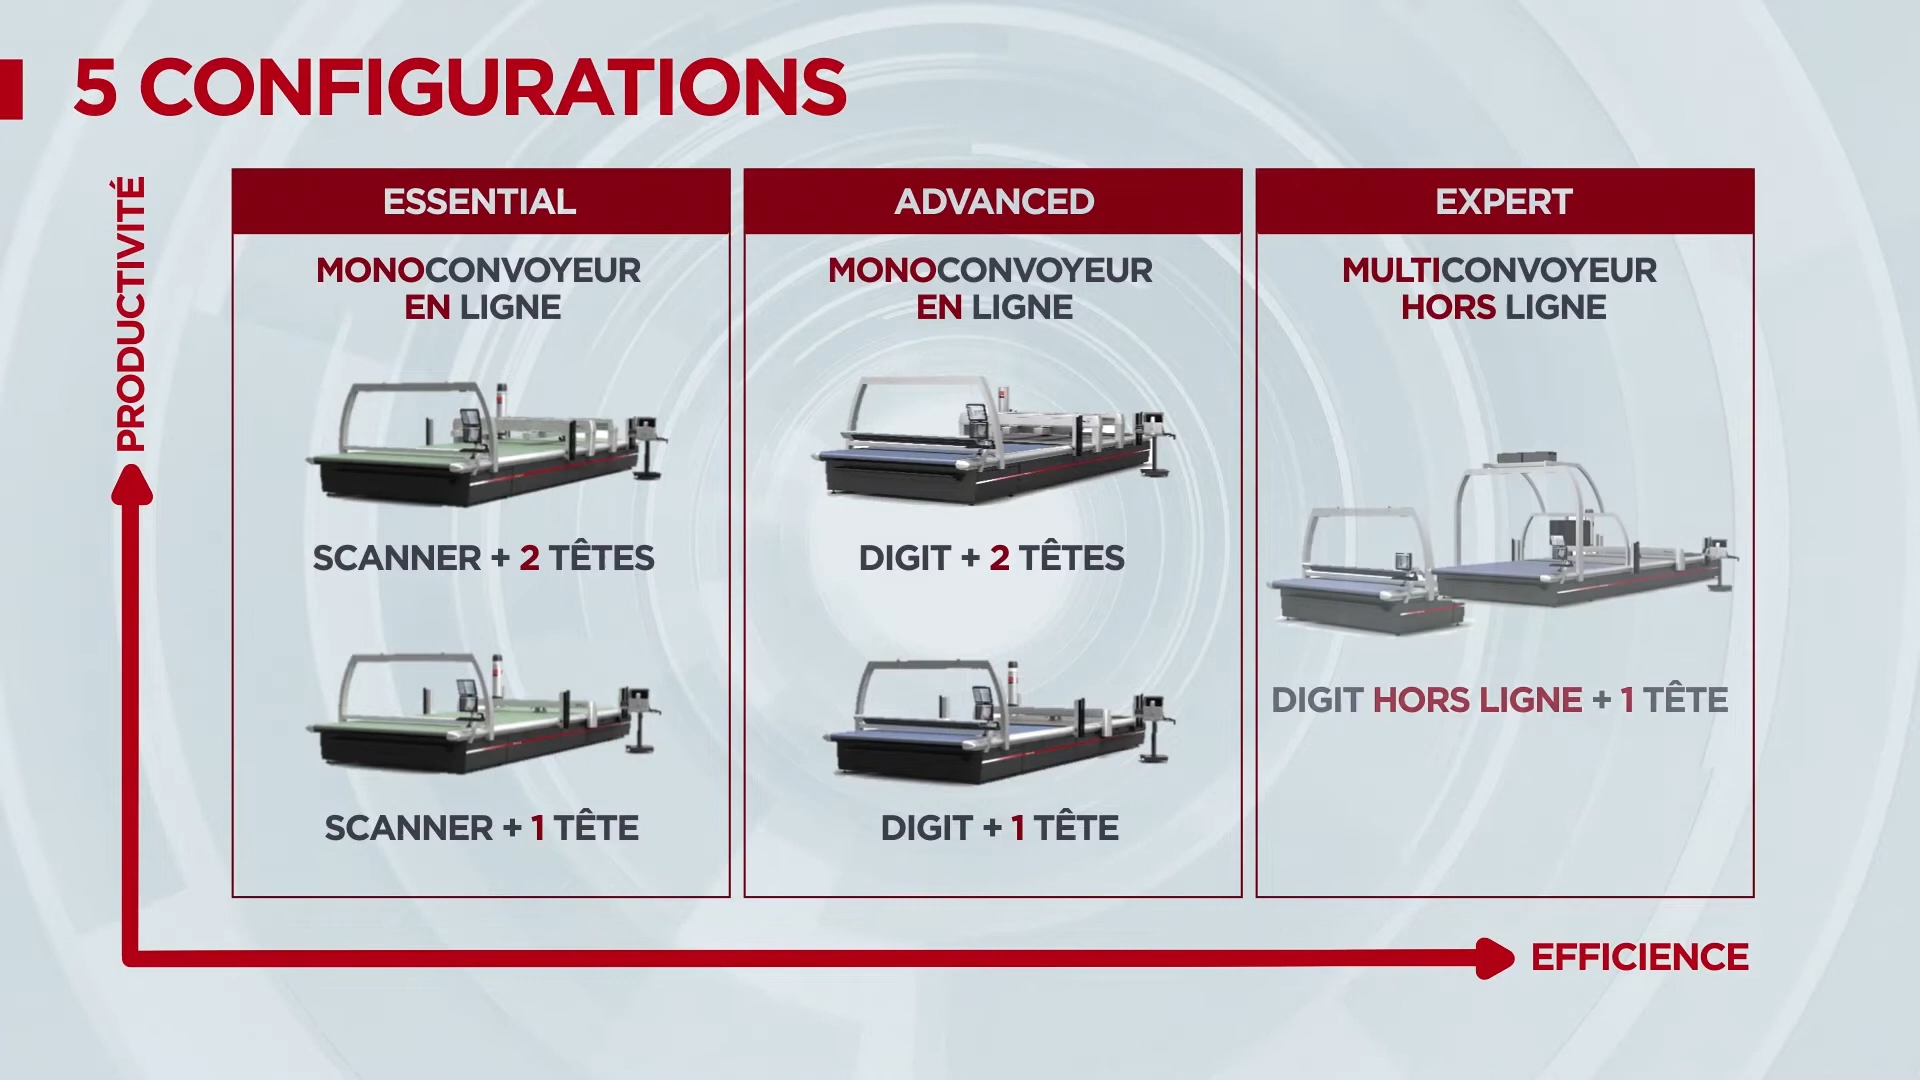 5 CONFIGURATIONS
PRODUCTIVITÉ
ESSENTIAL
MONOCONVOYEUR
EN LIGNE
SCANNER + 2 TÊTES
SCANNER + 1 TÊTE
ADVANCED
MONOCONVOYEUR
EN LIGNE
DIGIT + 2 TÊTES
DIGIT + 1 TÊTE
EXPERT
MULTICONVOYEUR
HORS LIGNE
DIGIT HORS LIGNE + 1 TÊTE
EFFICIENCE